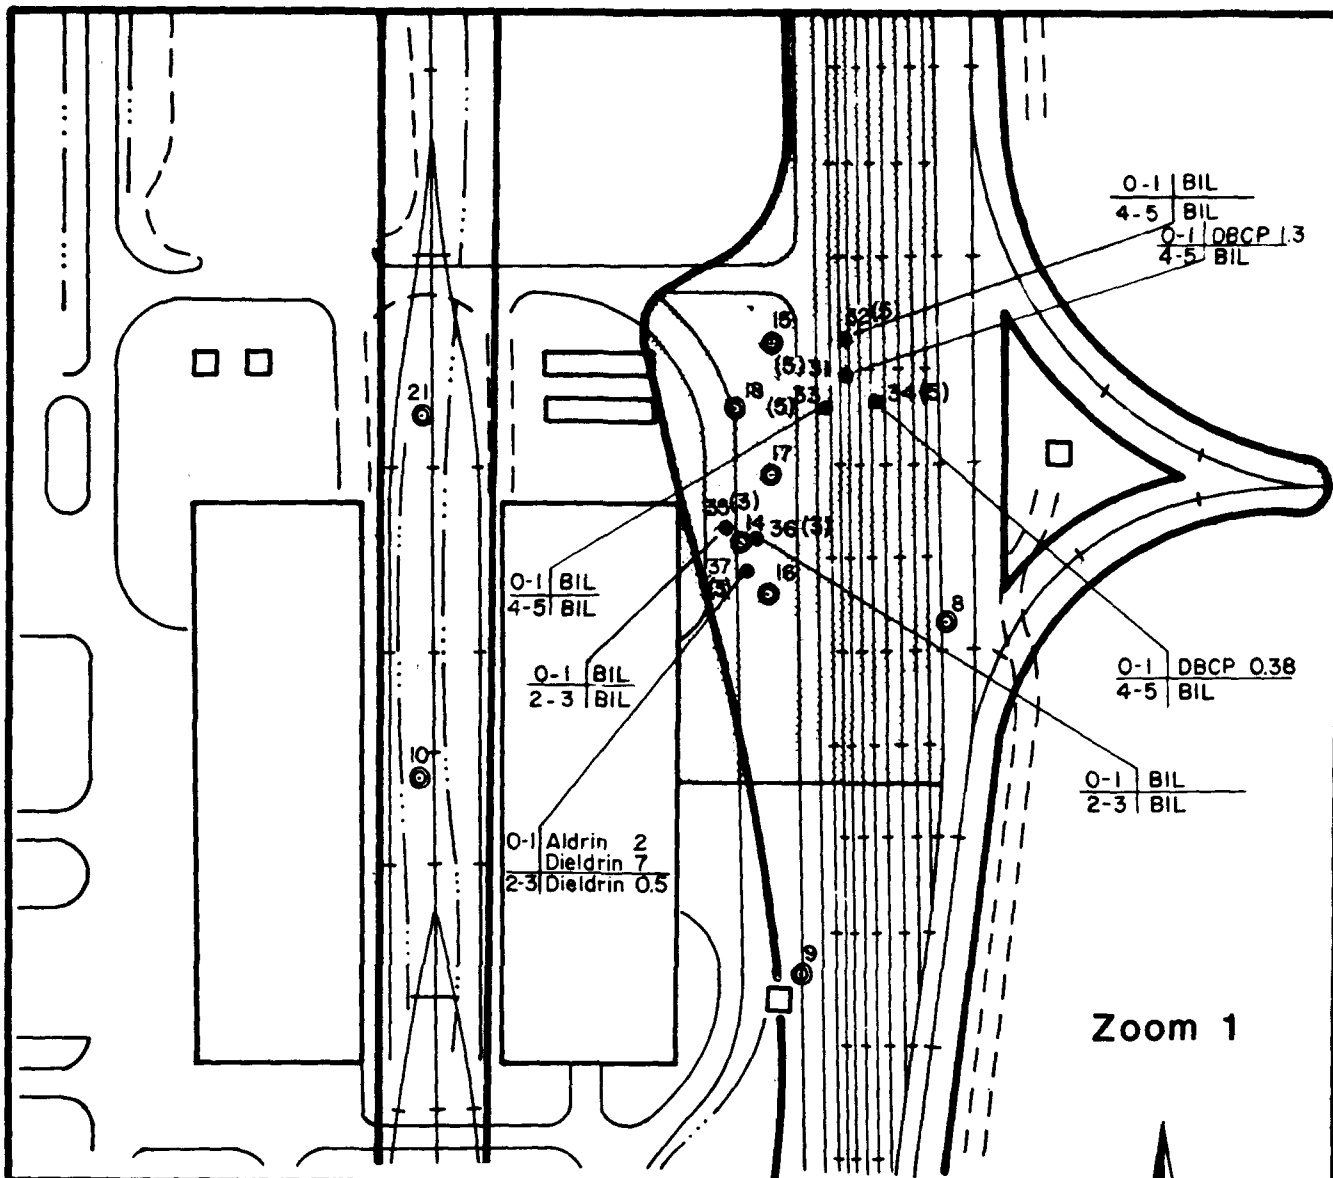 0-1 BIL
4-5 BIL
0-1 DBCP 1.3
4-5 BIL
15
32(5)
(5)31
21
18
(5)33
34(5)
17
35(3)
14
36(3)
37
(3)
16
8
0-1 BIL
4-5 BIL
0-1 BIL
2-3 BIL
0-1 DBCP 0.38
4-5 BIL
10
0-1 BIL
2-3 BIL
0-1 Aldrin 2
Dieldrin 7
2-3 Dieldrin 0.5
9
Zoom 1